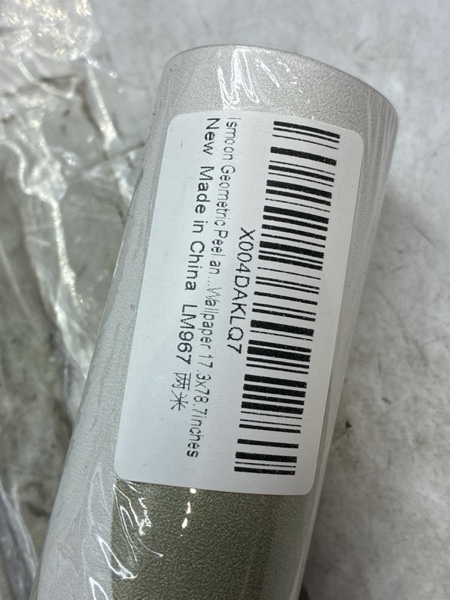 X004DAKLQ7
Ismoon Geometric Peel an...Wallpaper 17.3x78.7inches
New Made in China LM967 两米